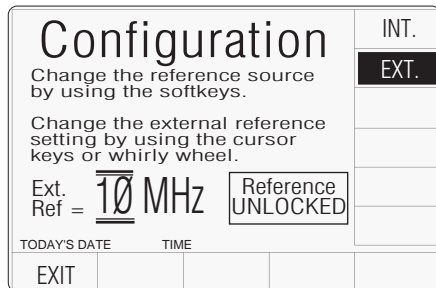 Configuration
Change the reference source
by using the softkeys.
Change the external reference
setting by using the cursor
keys or whirly wheel.
Ext.
Ref = 1Ø MHz
Reference
UNLOCKED
TODAY'S DATE TIME
INT.
EXT.
EXIT